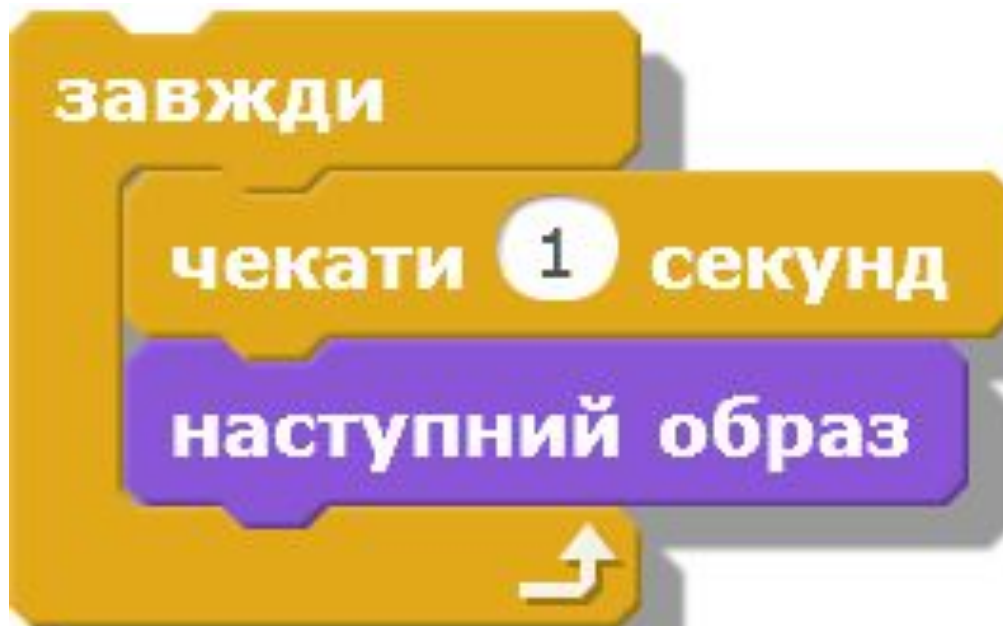 завжди
чекати 1 секунд
наступний образ